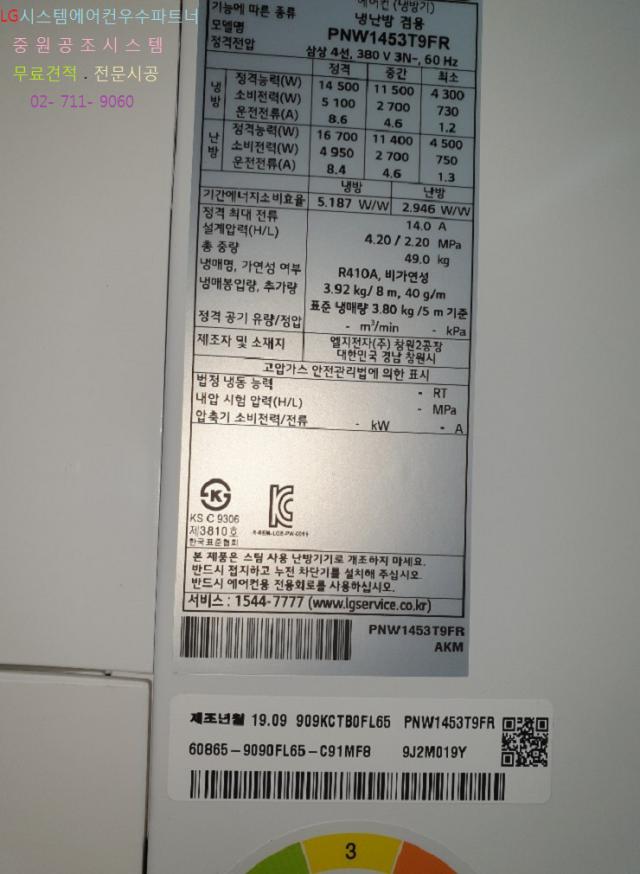 LG시스템에어컨우수파트너
중 원 공 조 시 스 템
무료견적 . 전문시공
02- 711- 9060
에어컨 (냉방기)
기능에 따른 종류 냉난방 겸용
모델명 PNW1453T9FR
정격전압 삼상 4선, 380 V 3N~, 60 Hz
정격 중간 최소
냉방 정격능력(W) 14 500 11 500 4 300
소비전력(W) 5 100 2 700 730
운전전류(A) 8.6 4.6 1.2
난방 정격능력(W) 16 700 11 400 4 500
소비전력(W) 4 950 2 700 750
운전전류(A) 8.4 4.6 1.3
냉방 난방
기간에너지소비효율 5.187 W/W 2.946 W/W
정격 최대 전류 14.0 A
설계압력(H/L) 4.20 / 2.20 MPa
총 중량 49.0 kg
냉매명, 가연성 여부 R410A, 비가연성
냉매봉입량, 추가량 3.92 kg/ 8 m, 40 g/m
표준 냉매량 3.80 kg /5 m 기준
정격 공기 유량/정압 - m³/min - kPa
제조자 및 소재지 엘지전자(주) 창원2공장
대한민국 경남 창원시
고압가스 안전관리법에 의한 표시
법정 냉동 능력 - RT
내압 시험 압력(H/L) - MPa
압축기 소비전력/전류 - kW - A
KS C 9306
제3810호
한국표준협회
본 제품은 스팀 사용 난방기기로 개조하지 마세요.
반드시 접지하고 누전 차단기를 설치해 주십시오.
반드시 에어컨용 전용회로를 사용하십시오.
서비스 : 1544-7777 (www.lgservice.co.kr)
PNW1453T9FR
AKM
제조년월 19.09 909KCTB0FL65 PNW1453T9FR
60865-9090FL65-C91MF8 9J2M019Y
3